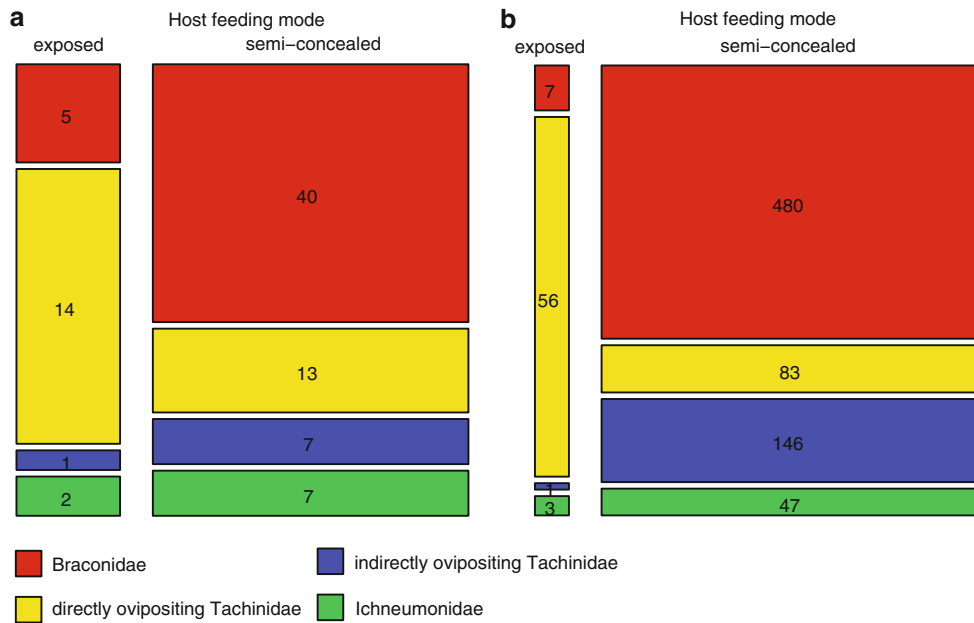 a
Host feeding mode
exposed
semi−concealed
5
14
1
2
40
13
7
7
b
Host feeding mode
exposed
semi−concealed
7
56
1
3
480
83
146
47
Braconidae
indirectly ovipositing Tachinidae
directly ovipositing Tachinidae
Ichneumonidae